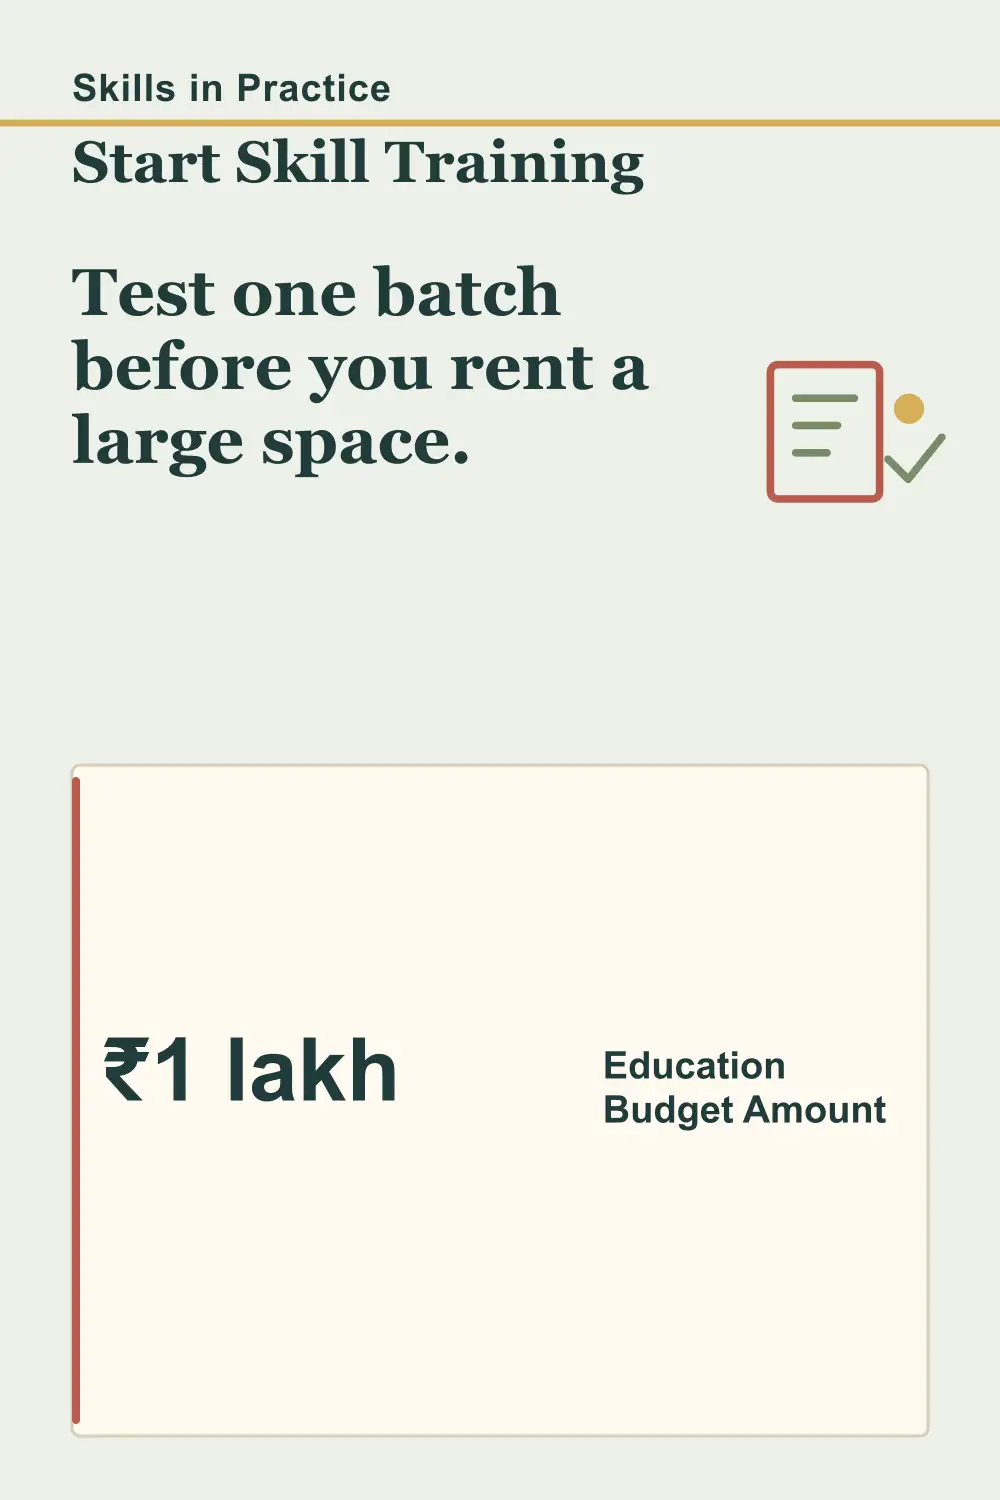 Skills in Practice
Start Skill Training
Test one batch
before you rent a
large space.
₹1 lakh
Education
Budget Amount